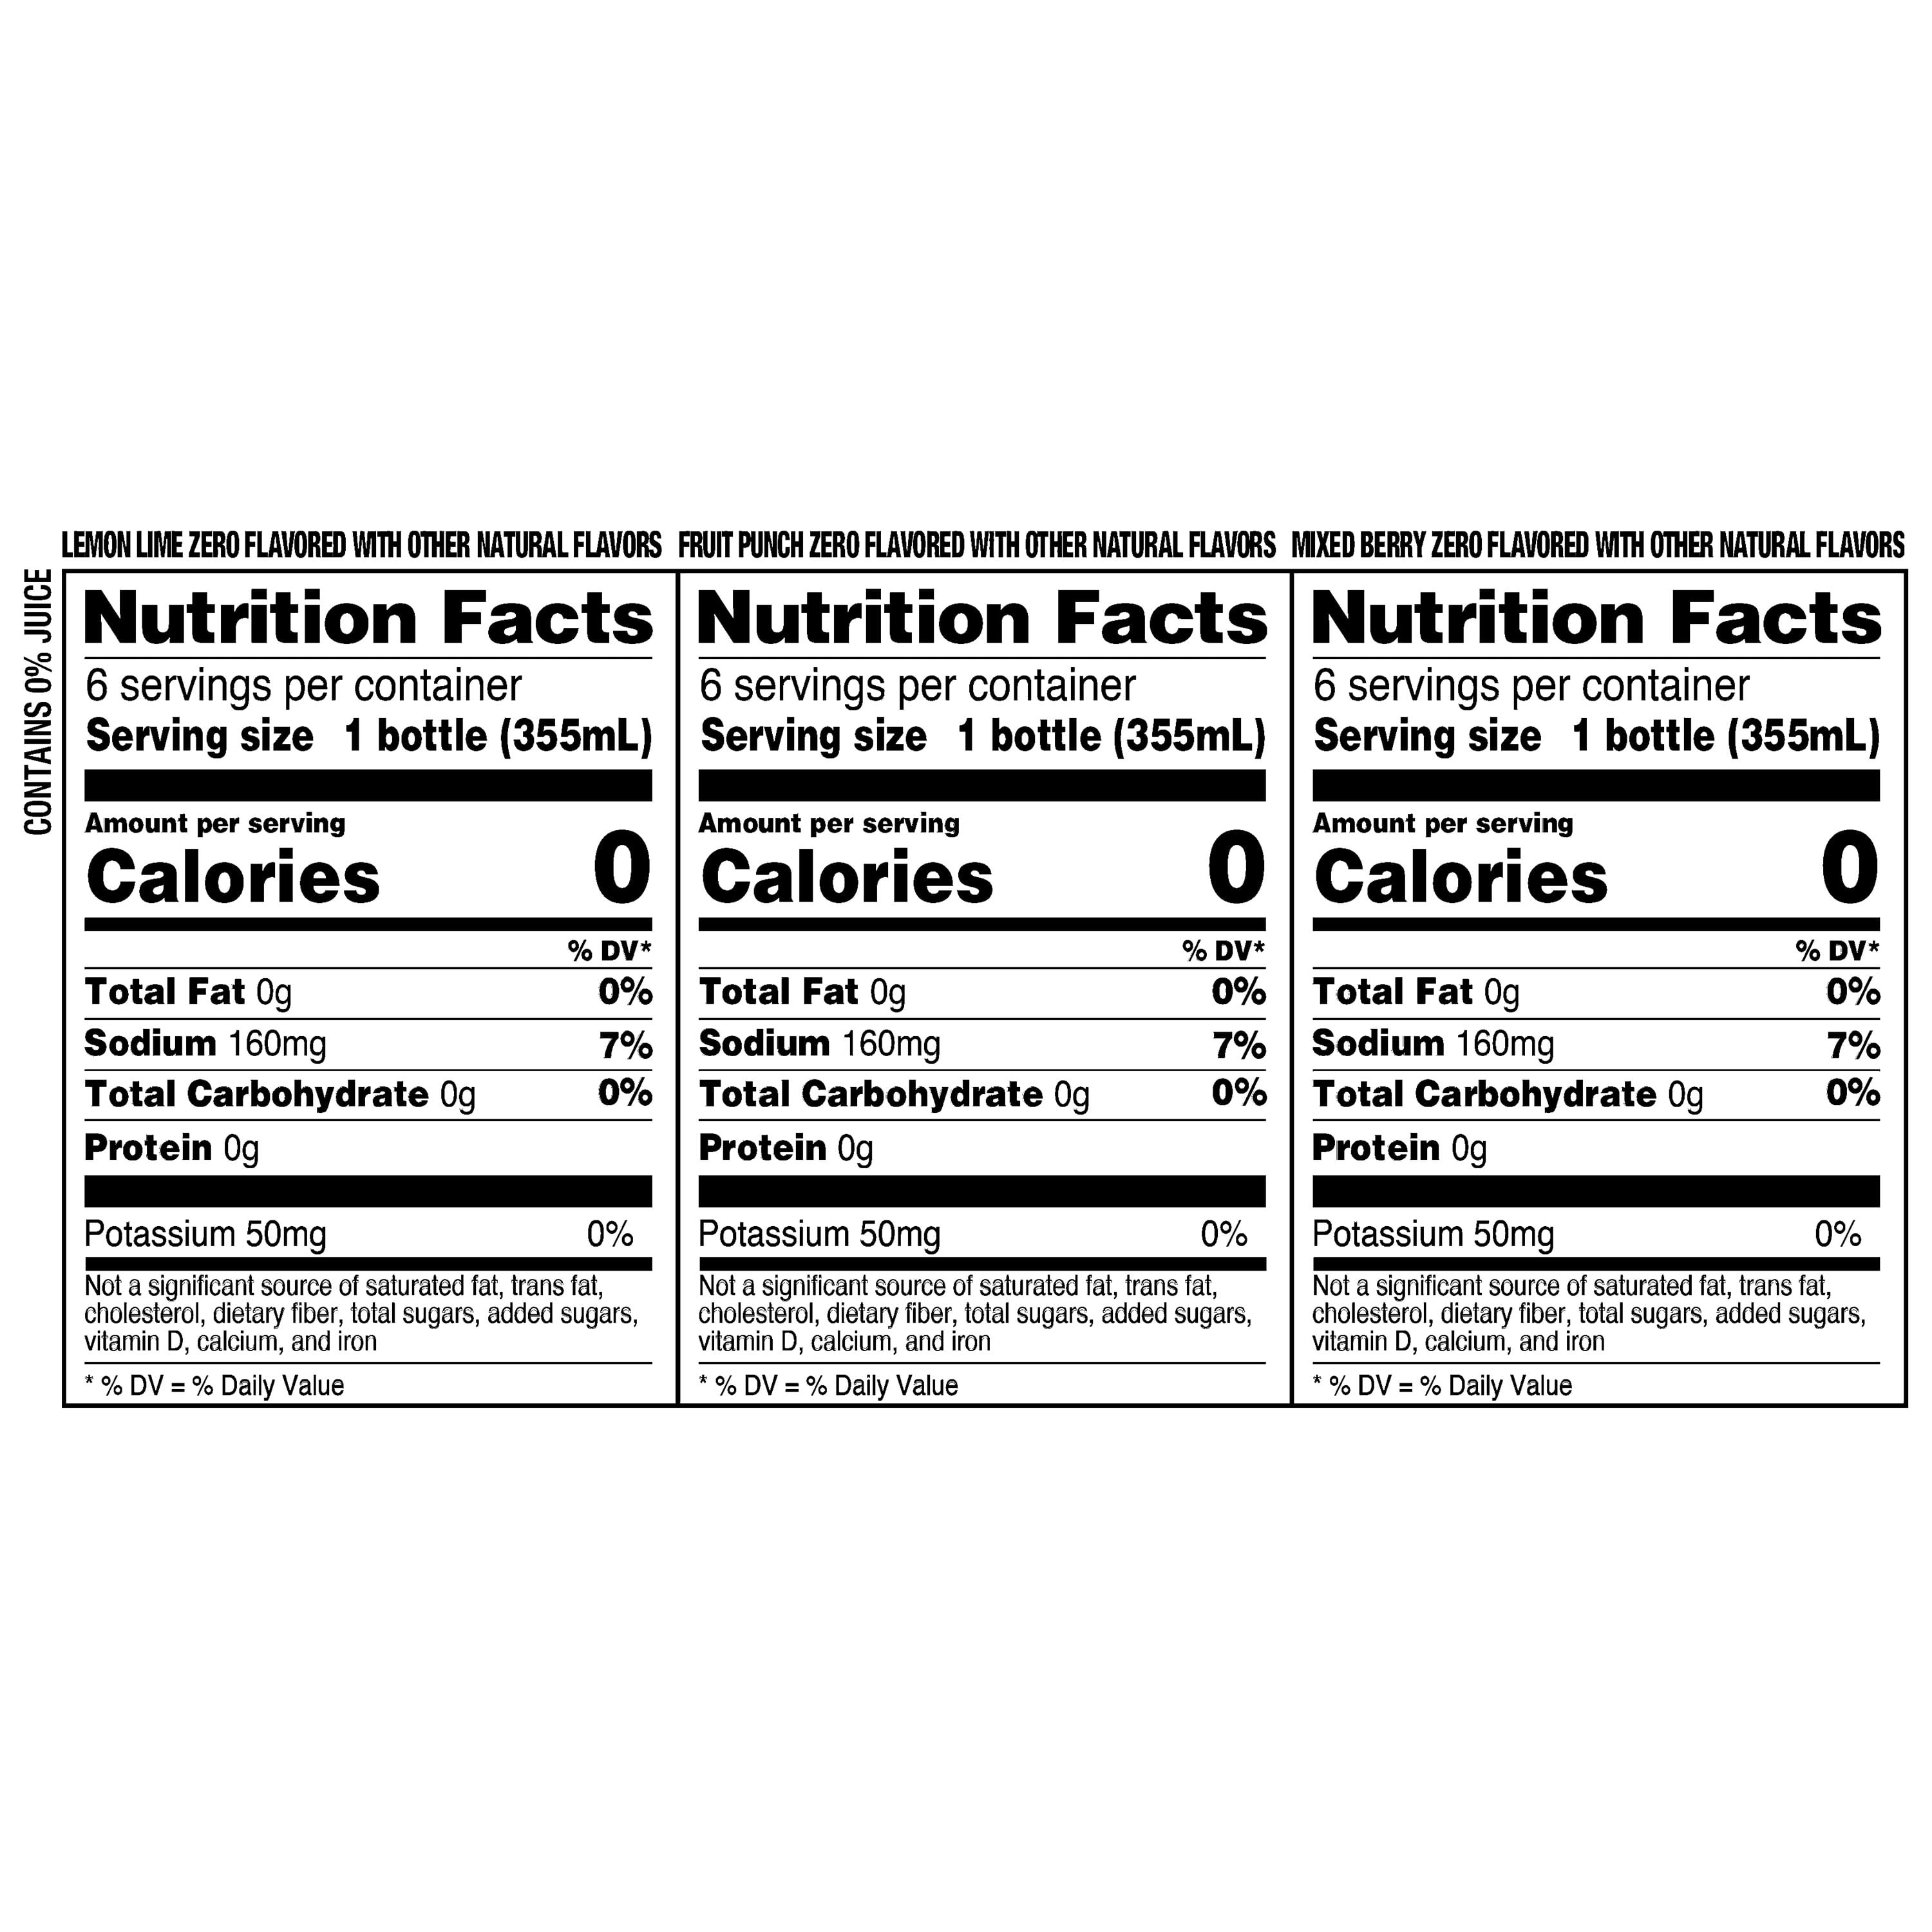 CONTAINS 0% JUICE
LEMON LIME ZERO FLAVORED WITH OTHER NATURAL FLAVORS
Nutrition Facts
6 servings per container
Serving size 1 bottle (355mL)
Amount per serving
Calories 0
% DV*
Total Fat 0g 0%
Sodium 160mg 7%
Total Carbohydrate 0g 0%
Protein 0g
Potassium 50mg 0%
Not a significant source of saturated fat, trans fat,
cholesterol, dietary fiber, total sugars, added sugars,
vitamin D, calcium, and iron
* % DV = % Daily Value
FRUIT PUNCH ZERO FLAVORED WITH OTHER NATURAL FLAVORS
Nutrition Facts
6 servings per container
Serving size 1 bottle (355mL)
Amount per serving
Calories 0
% DV*
Total Fat 0g 0%
Sodium 160mg 7%
Total Carbohydrate 0g 0%
Protein 0g
Potassium 50mg 0%
Not a significant source of saturated fat, trans fat,
cholesterol, dietary fiber, total sugars, added sugars,
vitamin D, calcium, and iron
* % DV = % Daily Value
MIXED BERRY ZERO FLAVORED WITH OTHER NATURAL FLAVORS
Nutrition Facts
6 servings per container
Serving size 1 bottle (355mL)
Amount per serving
Calories 0
% DV*
Total Fat 0g 0%
Sodium 160mg 7%
Total Carbohydrate 0g 0%
Protein 0g
Potassium 50mg 0%
Not a significant source of saturated fat, trans fat,
cholesterol, dietary fiber, total sugars, added sugars,
vitamin D, calcium, and iron
* % DV = % Daily Value